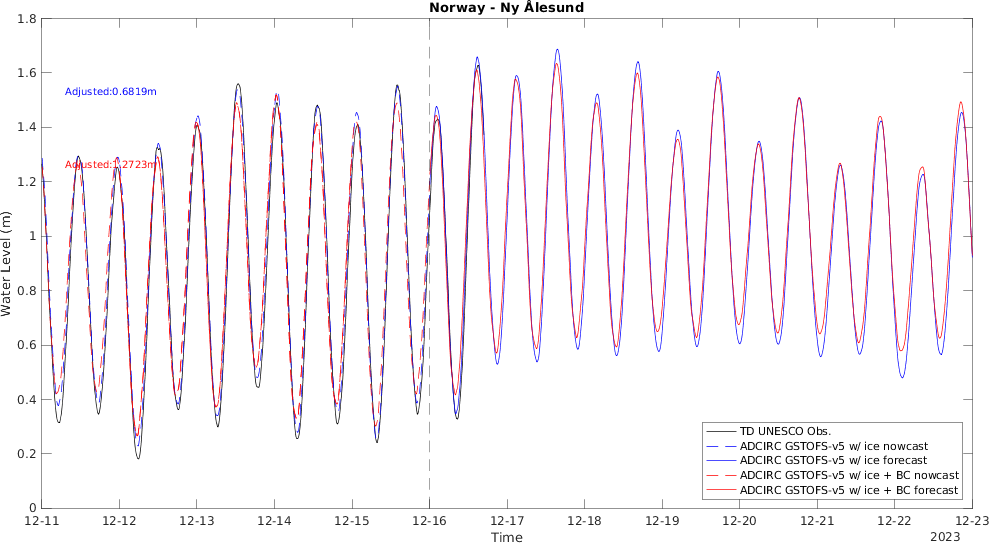 Norway - Ny Ålesund
1.8
1.6
1.4
1.2
1
0.8
0.6
0.4
0.2
0
Water Level (m)
Adjusted:0.6819m
Adjusted:1.2723m
TD UNESCO Obs.
ADCIRC GSTOFS-v5 w/ ice nowcast
ADCIRC GSTOFS-v5 w/ ice forecast
ADCIRC GSTOFS-v5 w/ ice + BC nowcast
ADCIRC GSTOFS-v5 w/ ice + BC forecast
12-11 12-12 12-13 12-14 12-15 12-16 12-17 12-18 12-19 12-20 12-21 12-22 12-23
Time
2023